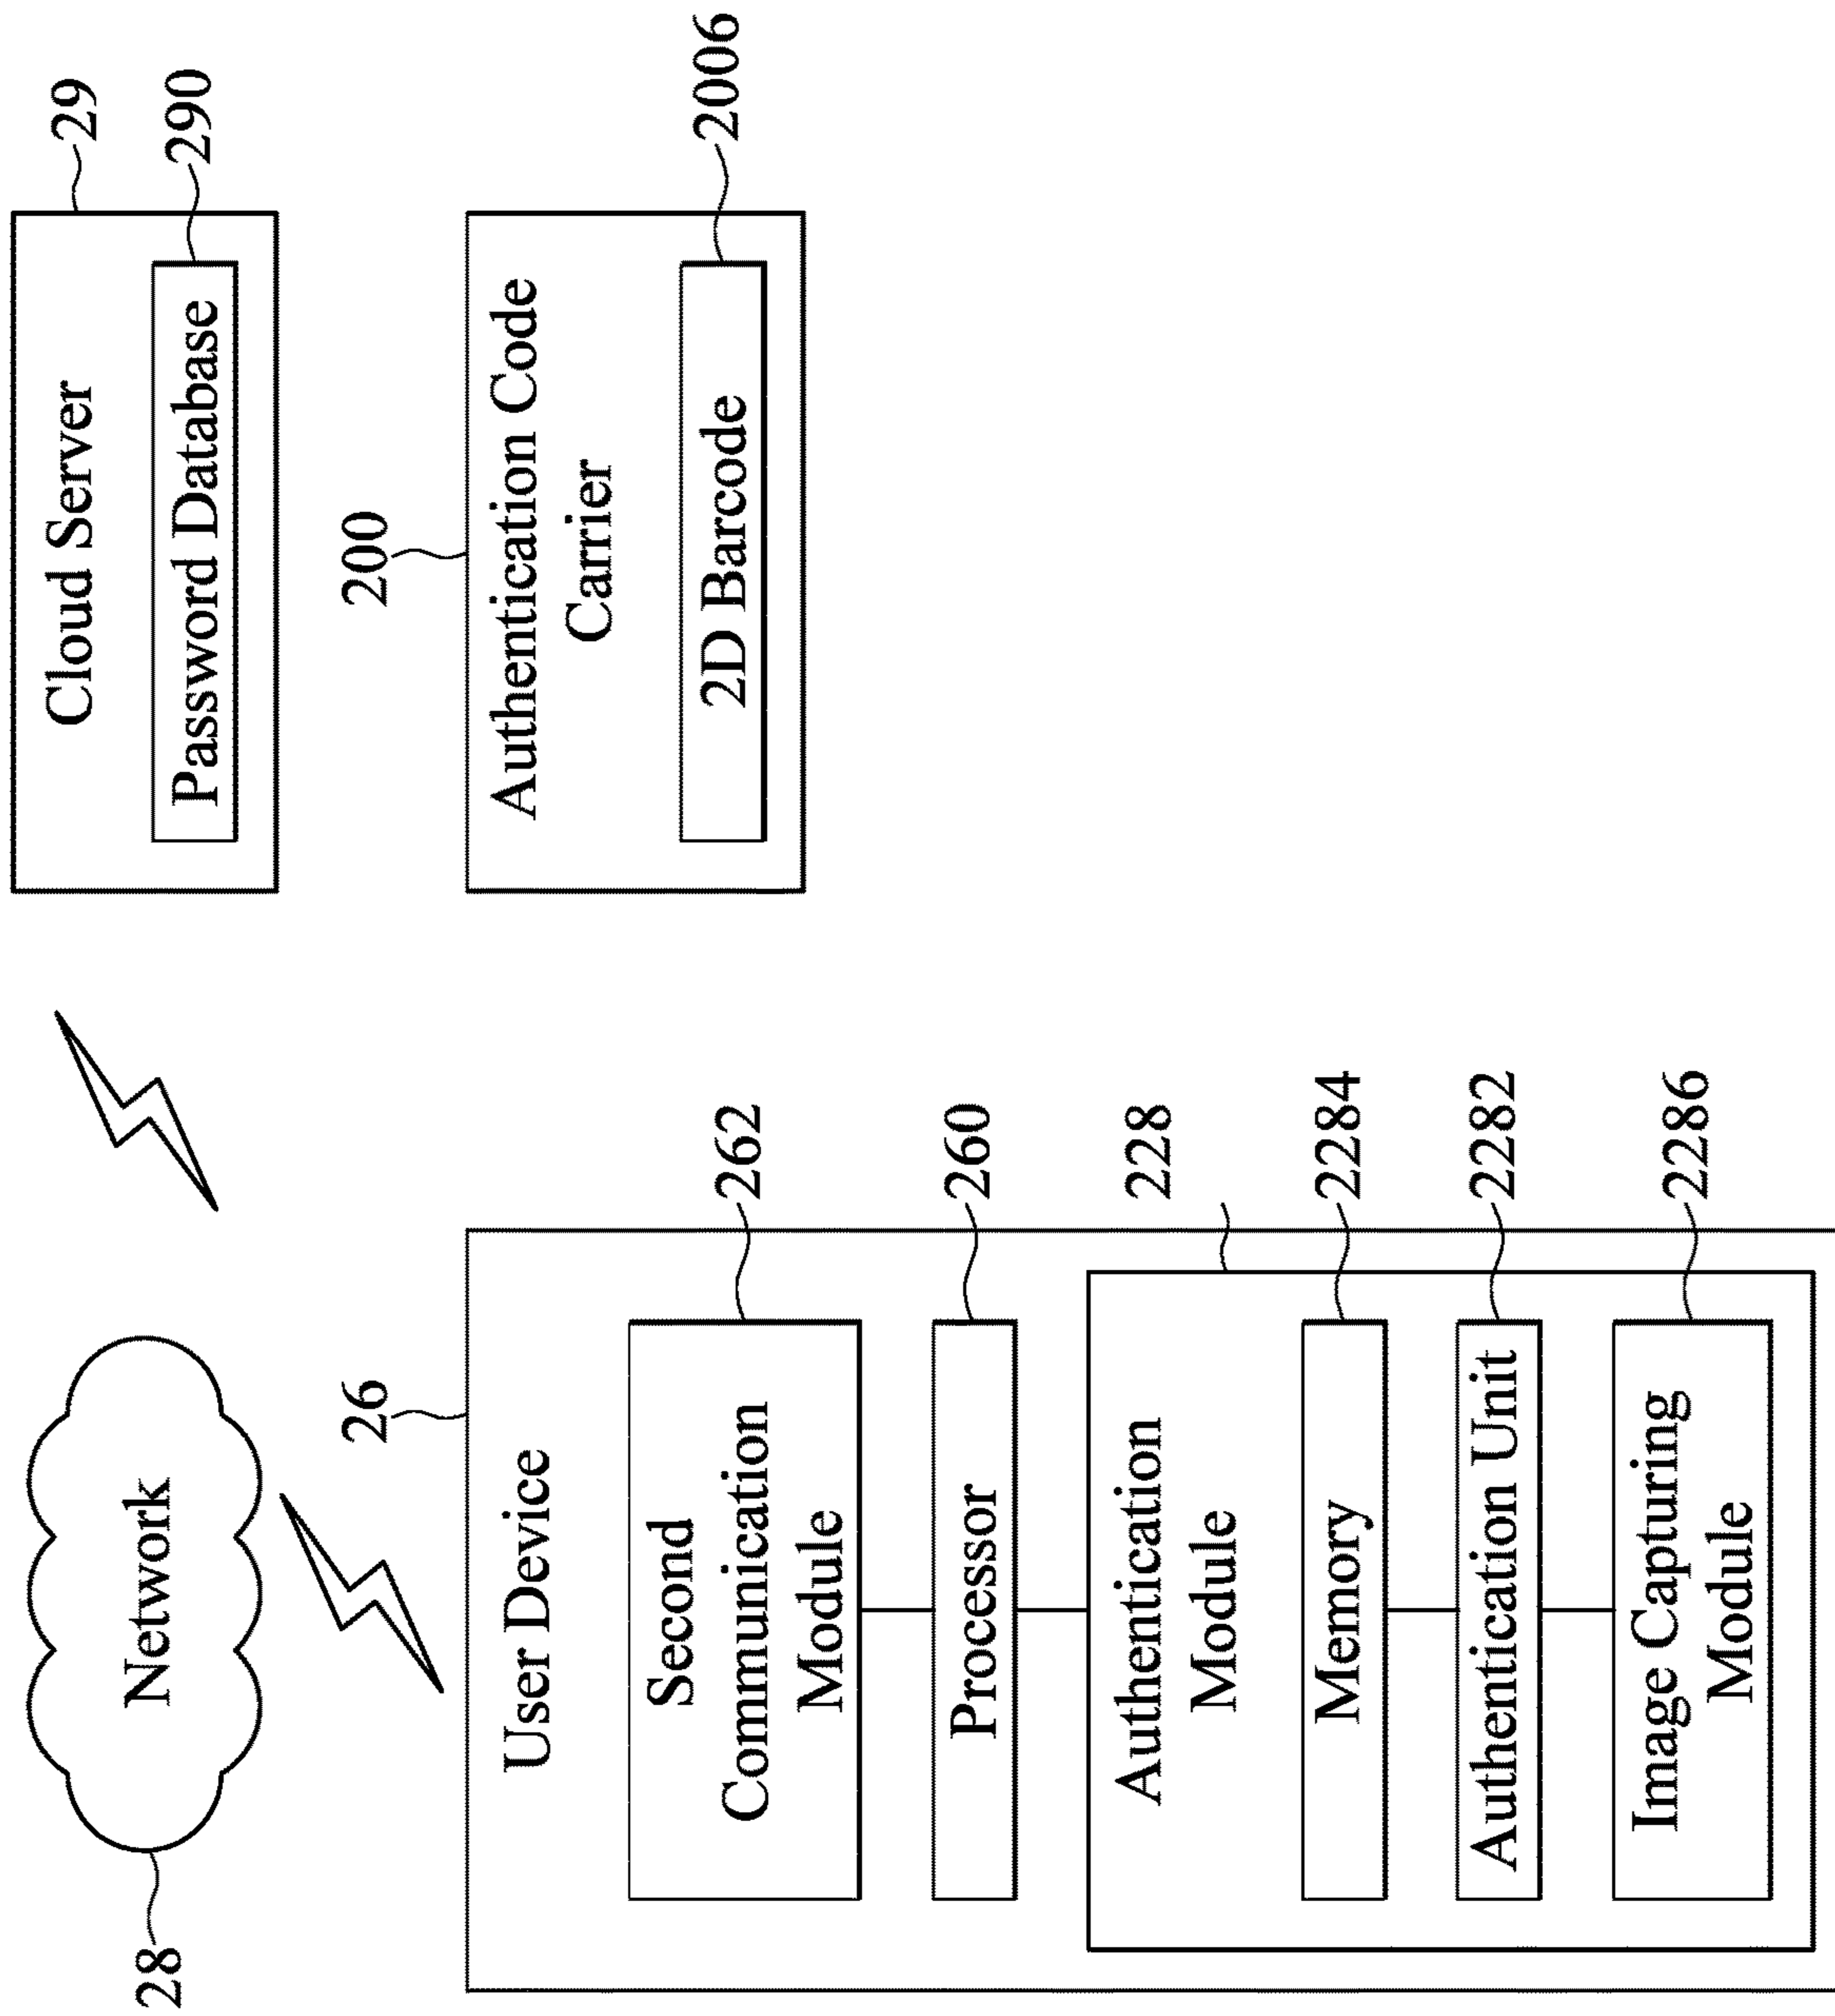 28
Network
Cloud Server
29
Password Database
290
26
User Device
Second
Communication
Module
262
Processor
260
Authentication
Module
228
Memory
2284
Authentication Unit
2282
Image Capturing
Module
2286
200
Authentication Code
Carrier
2D Barcode
2006